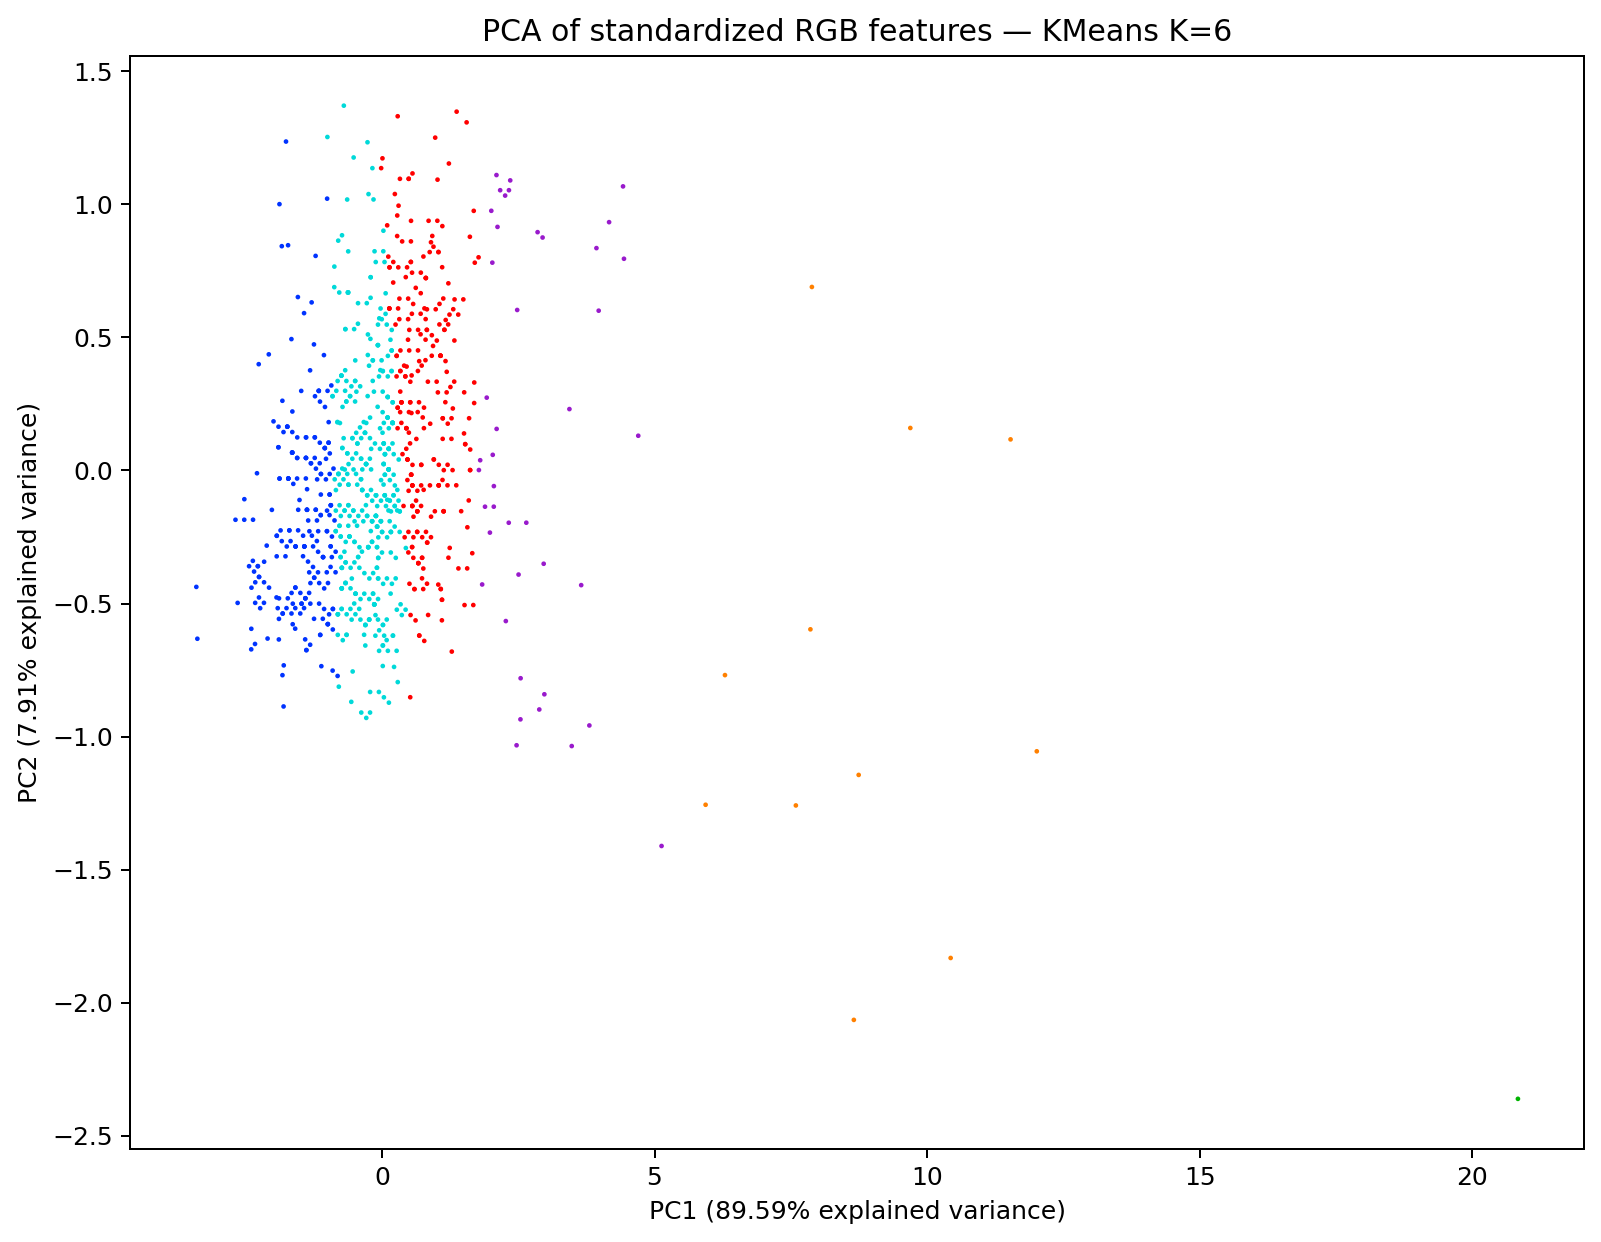 PCA of standardized RGB features — KMeans K=6
1.5
1.0
0.5
0.0
−0.5
−1.0
−1.5
−2.0
−2.5
PC2 (7.91% explained variance)
0 5 10 15 20
PC1 (89.59% explained variance)